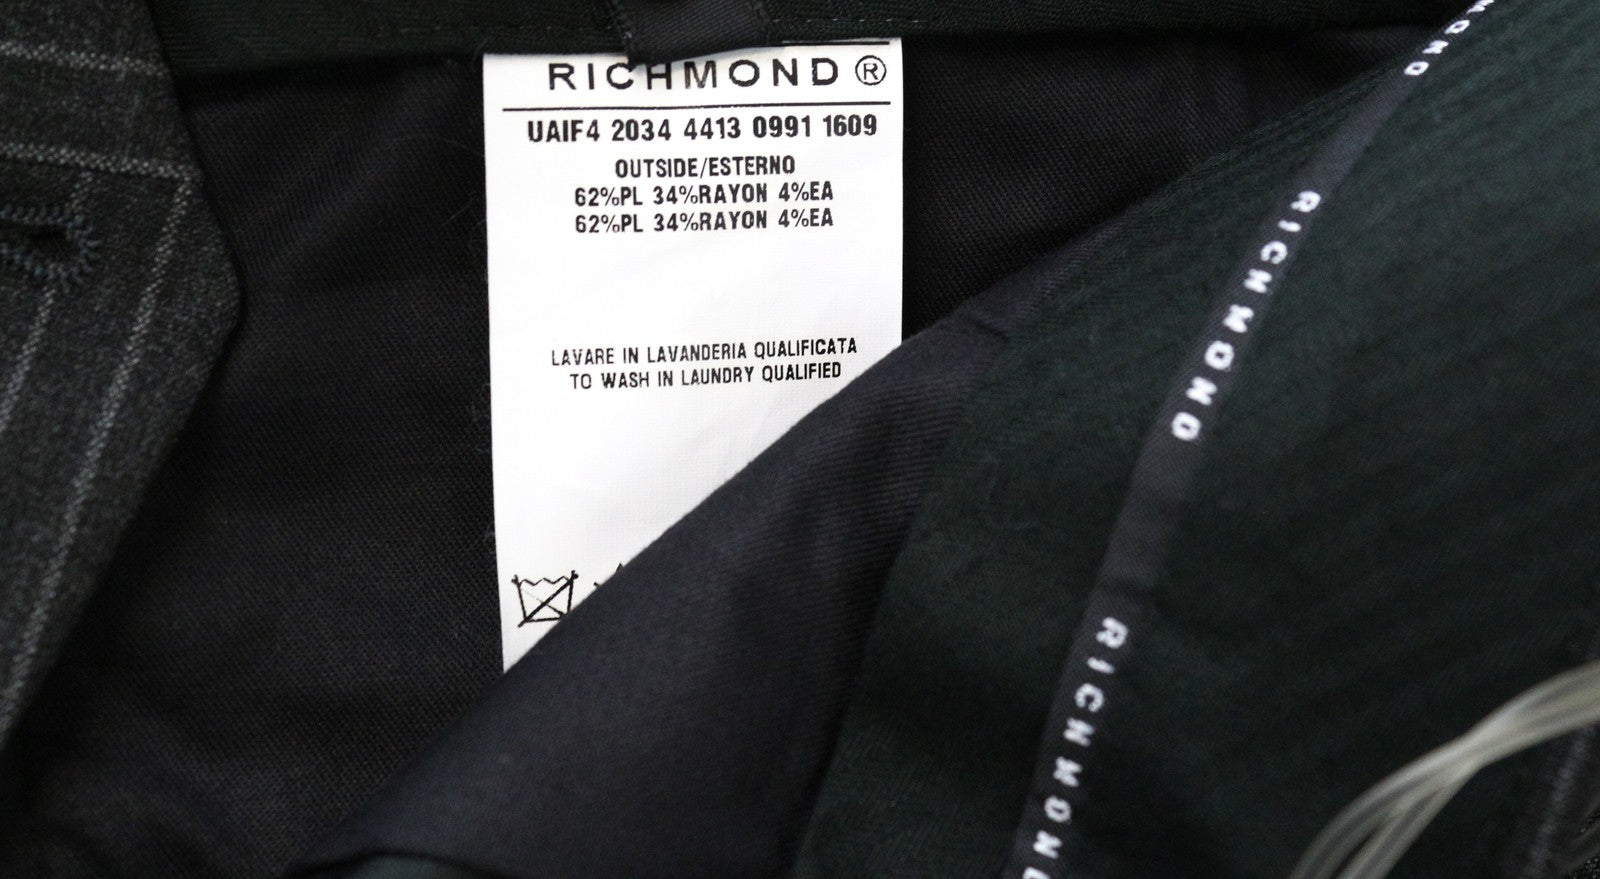 RICHMOND®
UAIF4 2034 4413 0991 1609
OUTSIDE/ESTERNO
62%PL 34%RAYON 4%EA
62%PL 34%RAYON 4%EA
LAVARE IN LAVANDERIA QUALIFICATA
TO WASH IN LAUNDRY QUALIFIED
MOND
RICHMOND
RICHMOND